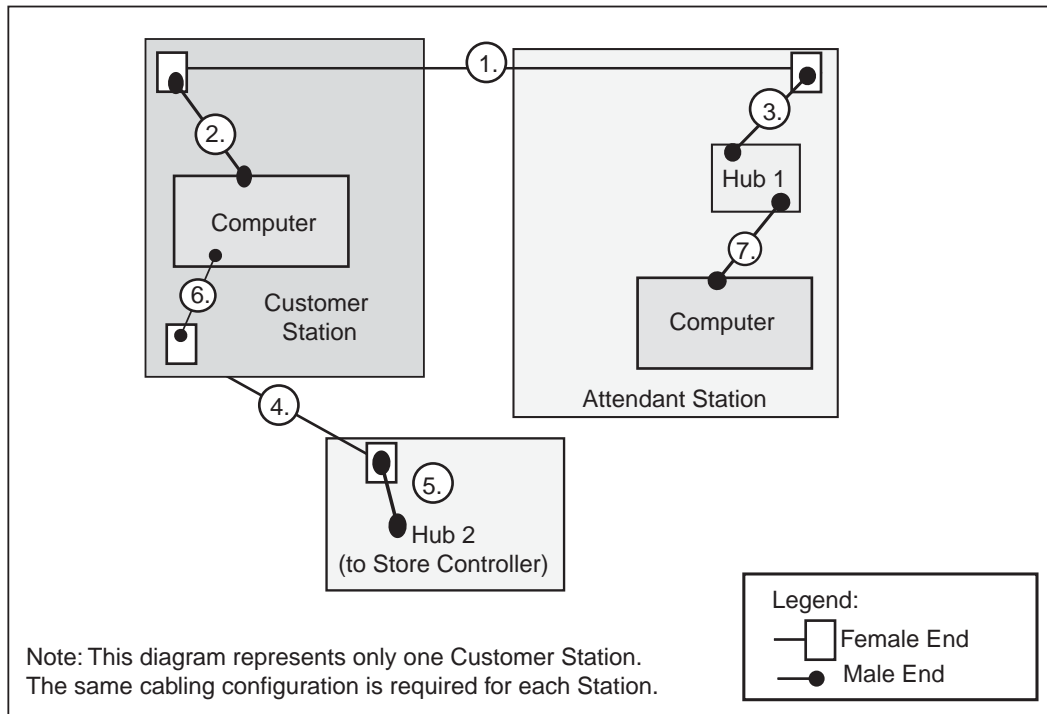 1.
2.
3.
Hub 1
Computer
7.
6.
Customer
Station
Computer
Attendant Station
4.
5.
Hub 2
(to Store Controller)
Legend:
Female End
Male End
Note: This diagram represents only one Customer Station.
The same cabling configuration is required for each Station.